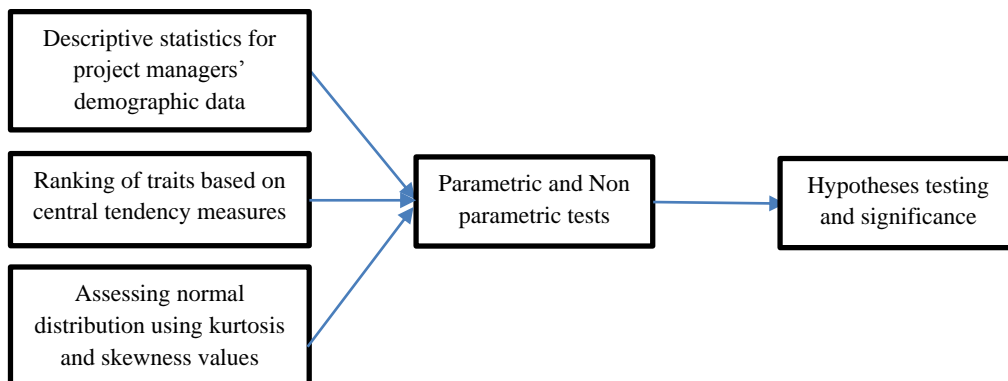 Descriptive statistics for
project managers’
demographic data
Ranking of traits based on
central tendency measures
Assessing normal
distribution using kurtosis
and skewness values
Parametric and Non
parametric tests
Hypotheses testing
and significance